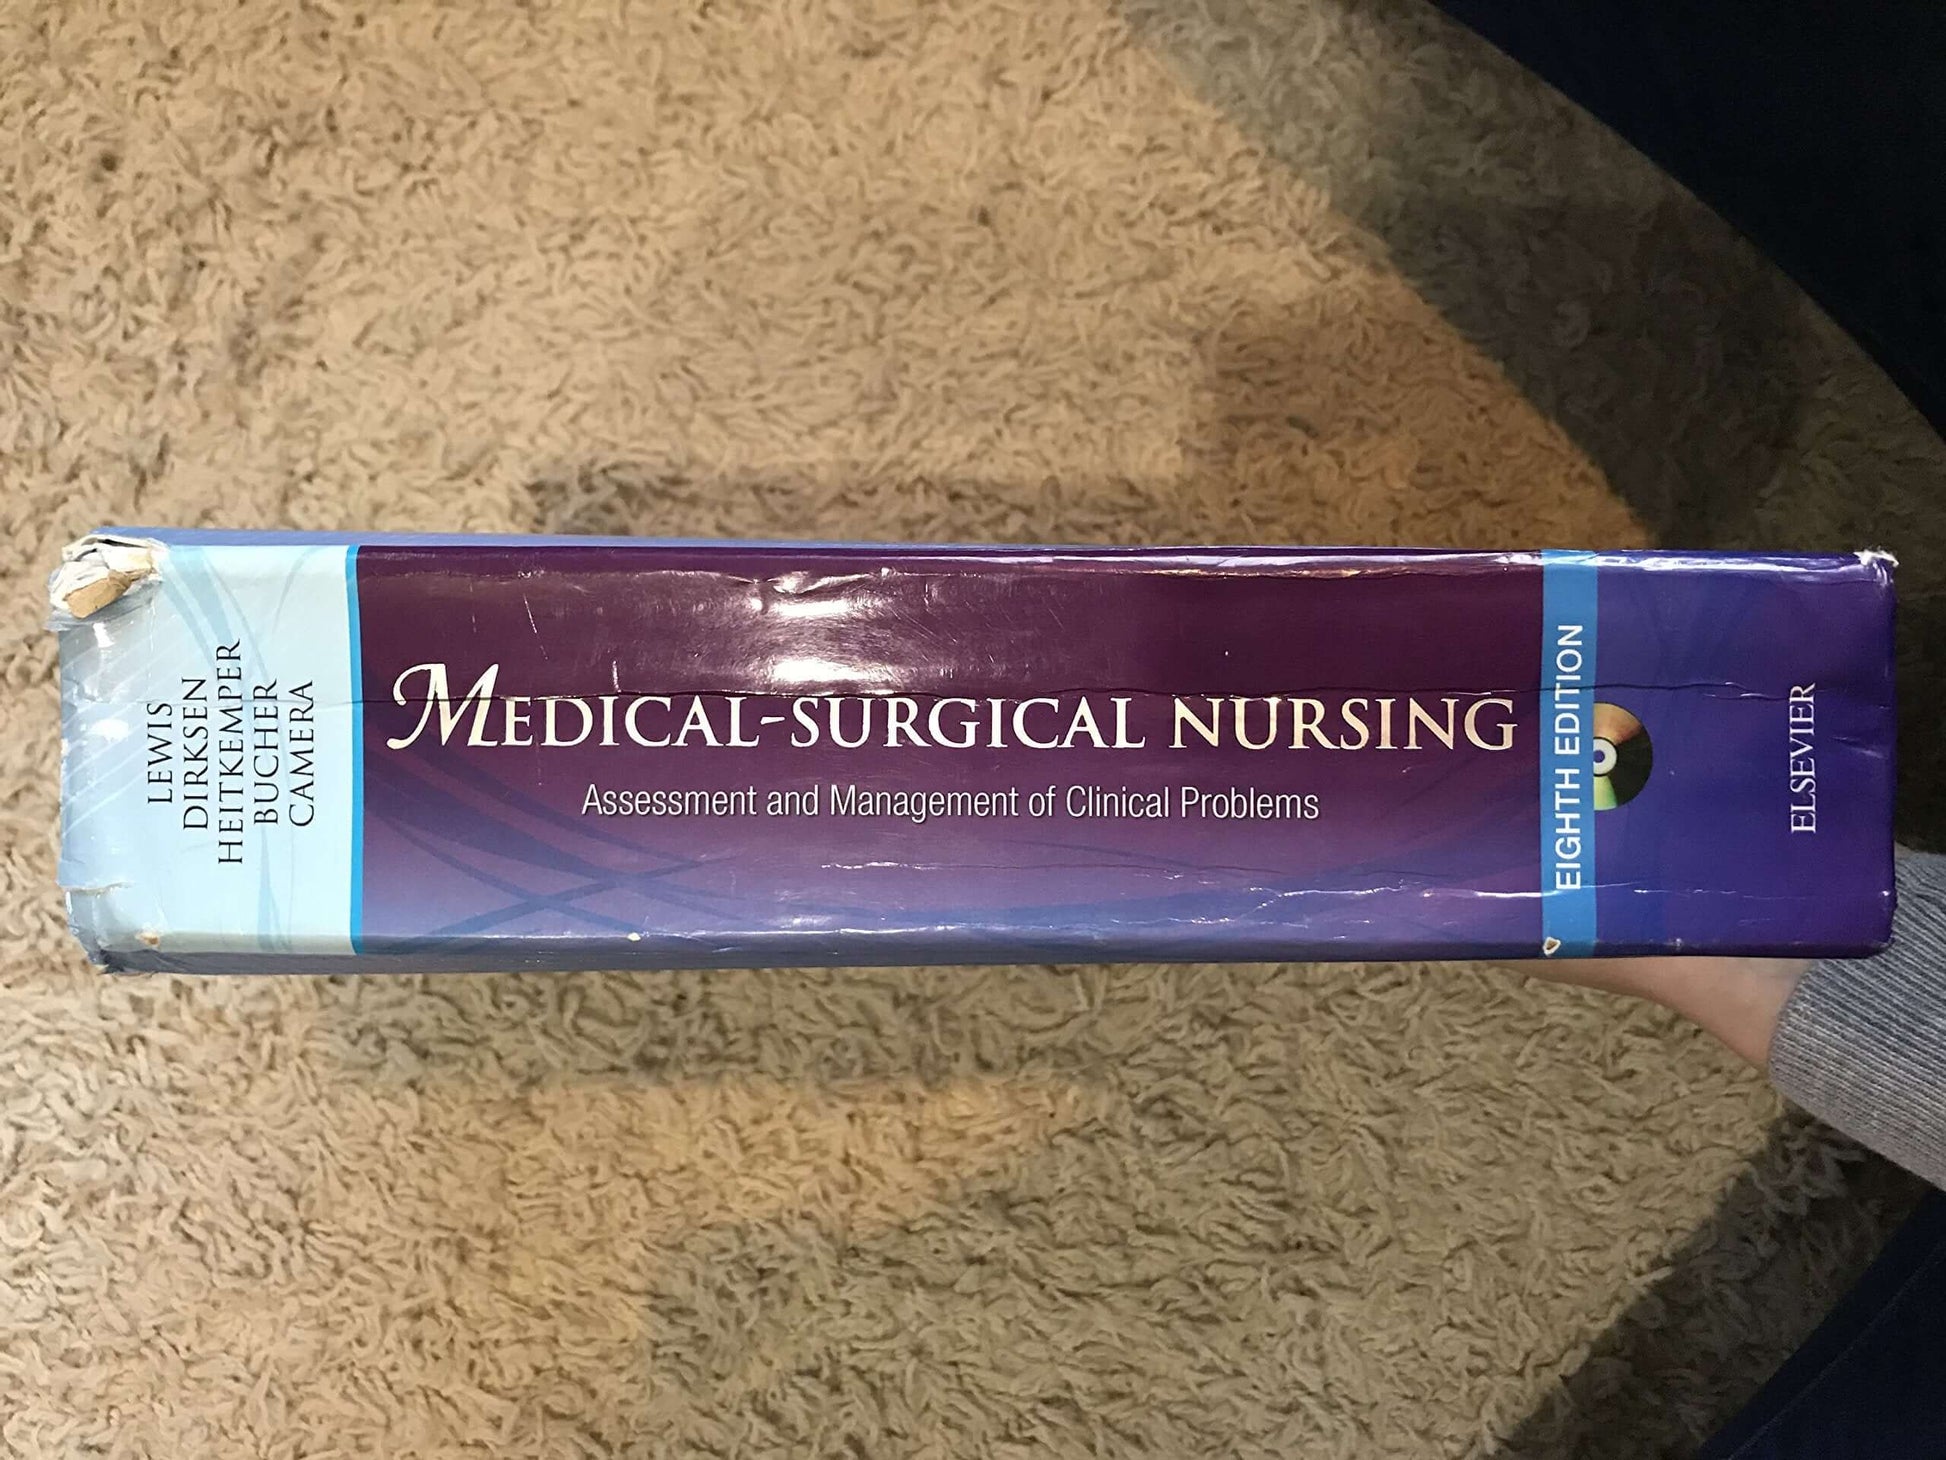 LEWIS
DIRKSEN
HEITKEMPER
BUCHER
CAMERA
MEDICAL-SURGICAL NURSING
Assessment and Management of Clinical Problems
EIGHTH EDITION
ELSEVIER